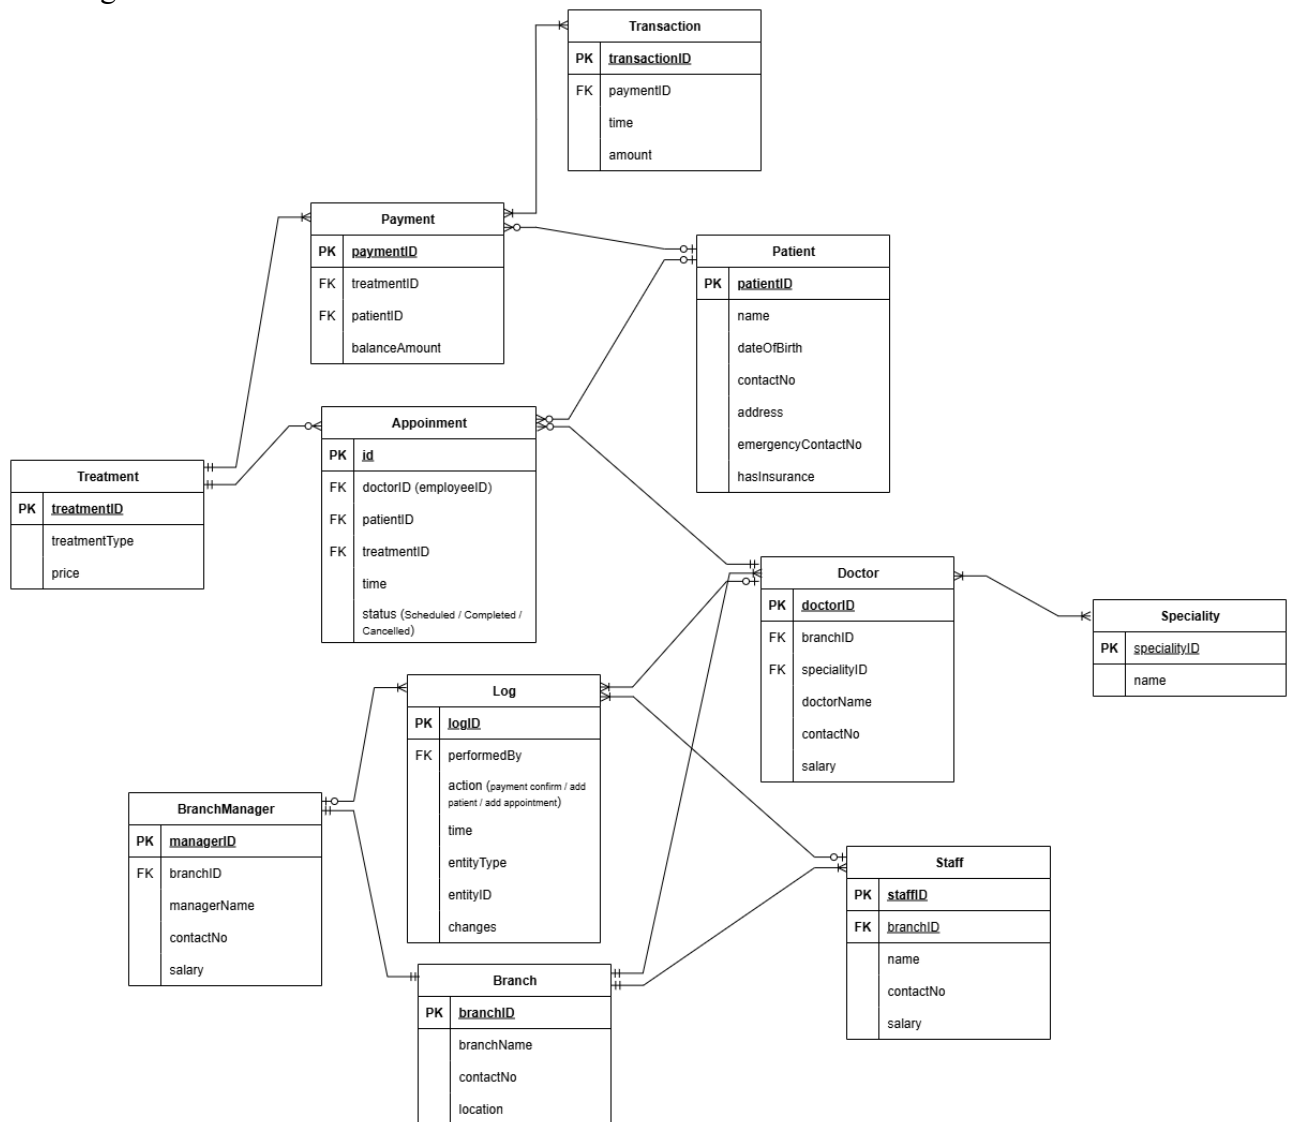 Transaction
PK transactionID
FK paymentID
time
amount
Payment
PK paymentID
FK treatmentID
FK patientID
balanceAmount
Patient
PK patientID
name
dateOfBirth
contactNo
address
emergencyContactNo
hasInsurance
Appoinment
PK id
FK doctorID (employeeID)
FK patientID
FK treatmentID
time
status (Scheduled / Completed /
Cancelled)
Treatment
PK treatmentID
treatmentType
price
Doctor
PK doctorID
FK branchID
FK specialityID
doctorName
contactNo
salary
Speciality
PK specialityID
name
Log
PK logID
FK performedBy
action (payment confirm / add
patient / add appointment)
time
entityType
entityID
changes
BranchManager
PK managerID
FK branchID
managerName
contactNo
salary
Staff
PK staffID
FK branchID
name
contactNo
salary
Branch
PK branchID
branchName
contactNo
location